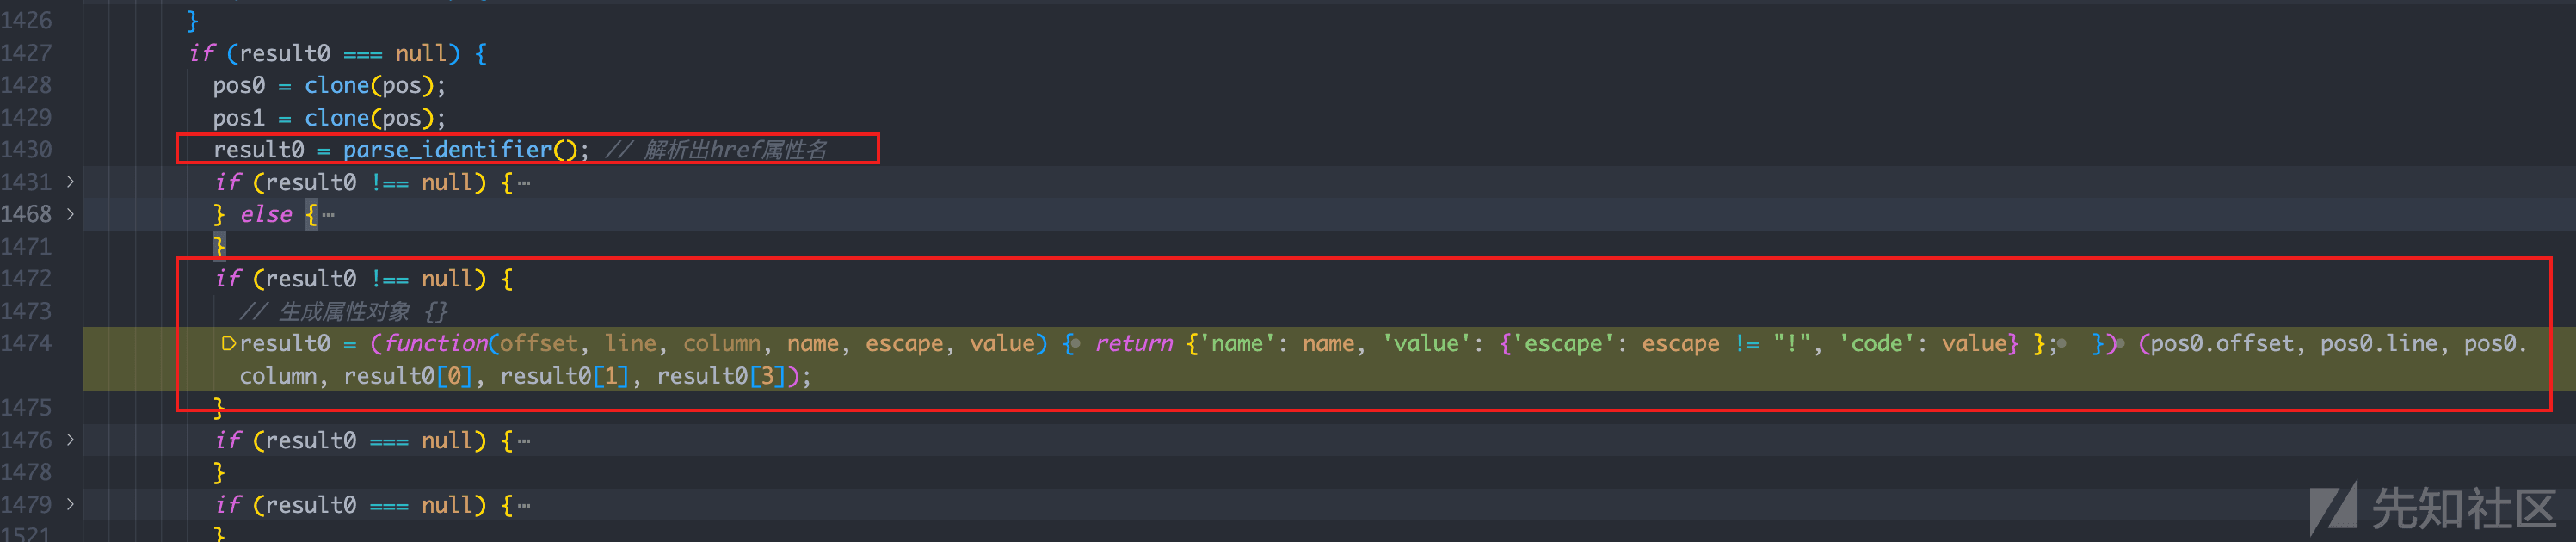 1426 }
1427 if (result0 === null) {
1428 pos0 = clone(pos);
1429 pos1 = clone(pos);
1430 result0 = parse_identifier(); // 解析出href属性名
1431 if (result0 !== null) {…
1468 } else {…
1471 }
1472 if (result0 !== null) {
1473 // 生成属性对象 {}
1474 result0 = (function(offset, line, column, name, escape, value) { return {'name': name, 'value': {'escape': escape != "!", 'code': value} }; }) (pos0.offset, pos0.line, pos0.
column, result0[0], result0[1], result0[3]);
1475 }
1476 if (result0 === null) {…
1478 }
1479 if (result0 === null) {…
1521 }
先知社区